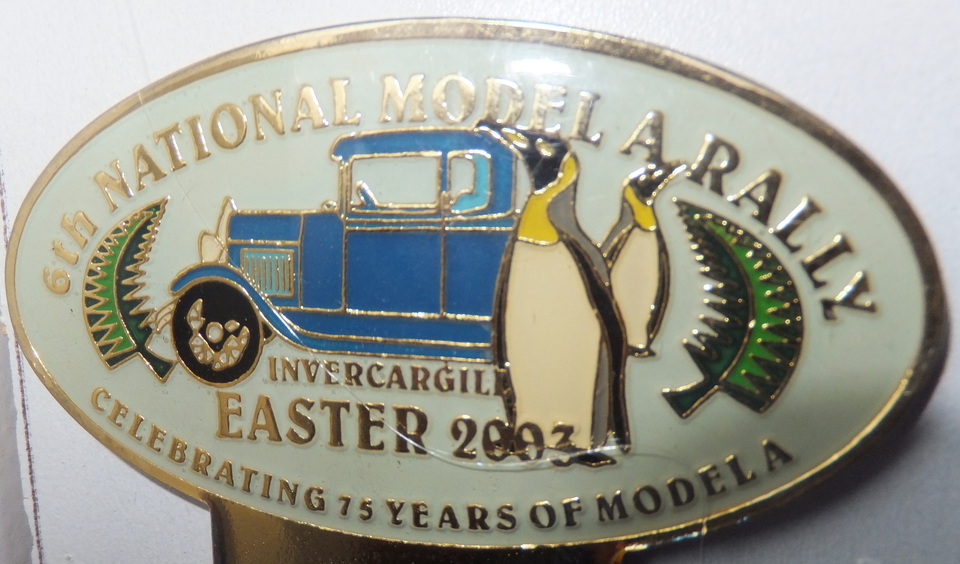 6th NATIONAL MODEL A RALLY
INVERCARGILL
EASTER 2003
CELEBRATING 75 YEARS OF MODEL A